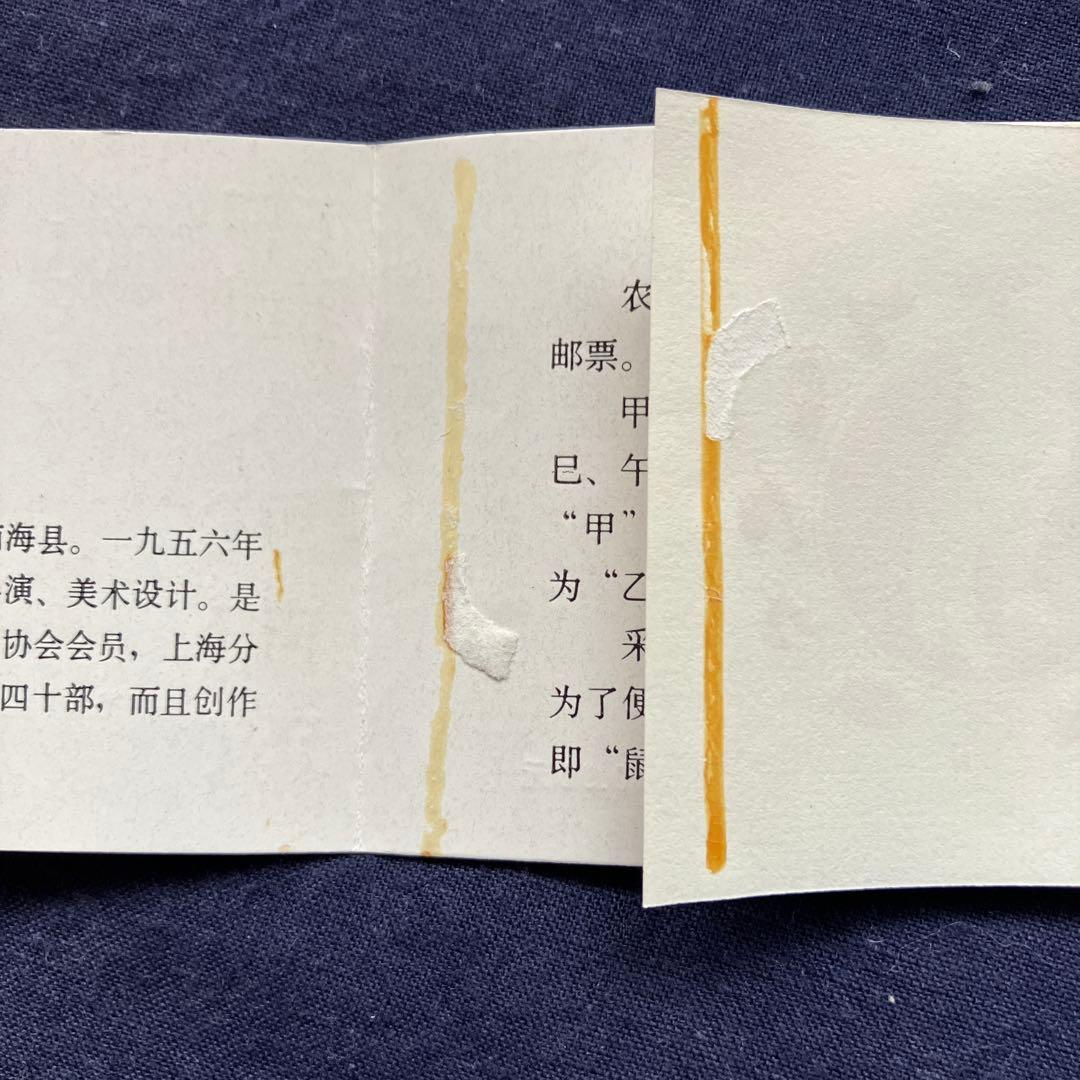 海县。一九五六年
演、美术设计。是
协会会员，上海分
四十部，而且创作
农
邮票。
甲
巳、午
“甲”
为“乙
采
为了便
即“鼠